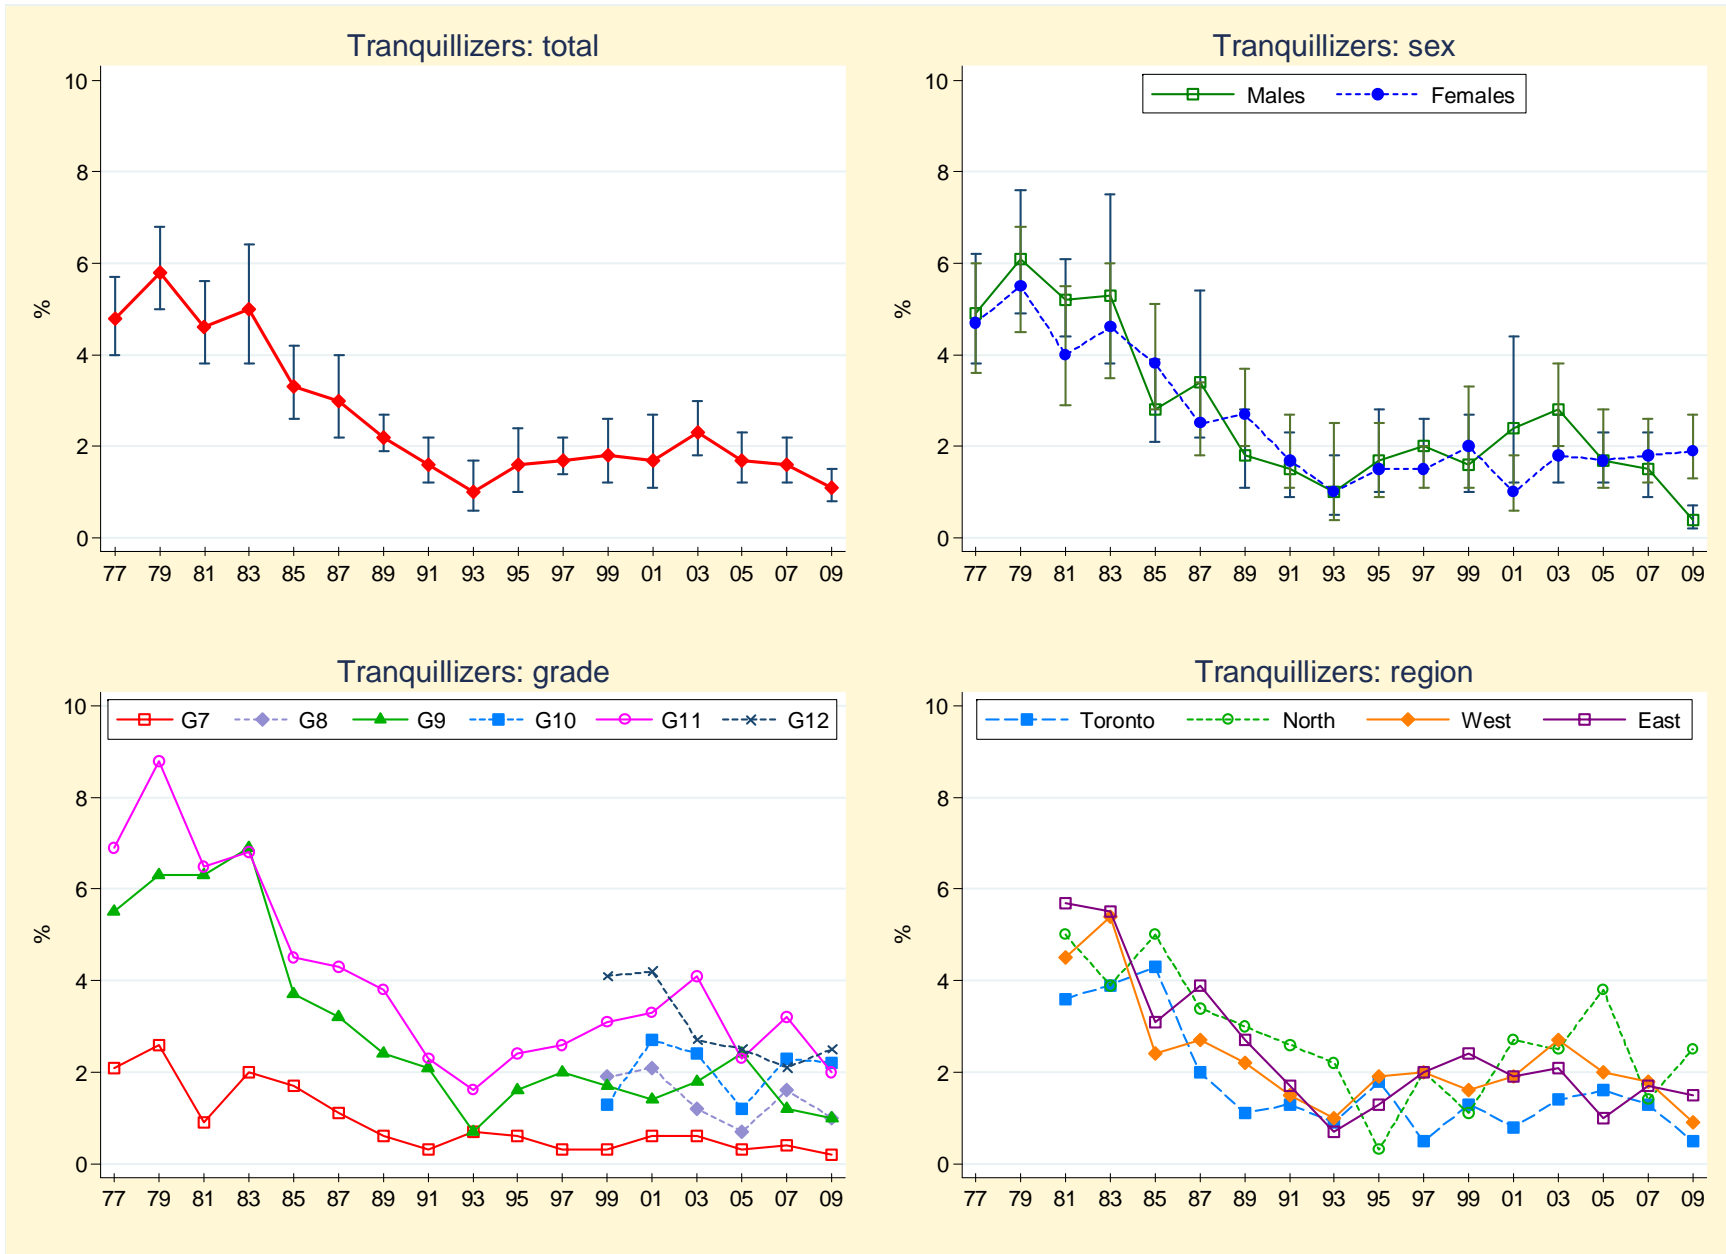 Tranquillizers: total
10
8
6
4
2
0
%
77 79 81 83 85 87 89 91 93 95 97 99 01 03 05 07 09
Tranquillizers: sex
Males Females
10
8
6
4
2
0
%
77 79 81 83 85 87 89 91 93 95 97 99 01 03 05 07 09
Tranquillizers: grade
G7 G8 G9 G10 G11 G12
10
8
6
4
2
0
%
77 79 81 83 85 87 89 91 93 95 97 99 01 03 05 07 09
Tranquillizers: region
Toronto North West East
10
8
6
4
2
0
%
77 79 81 83 85 87 89 91 93 95 97 99 01 03 05 07 09